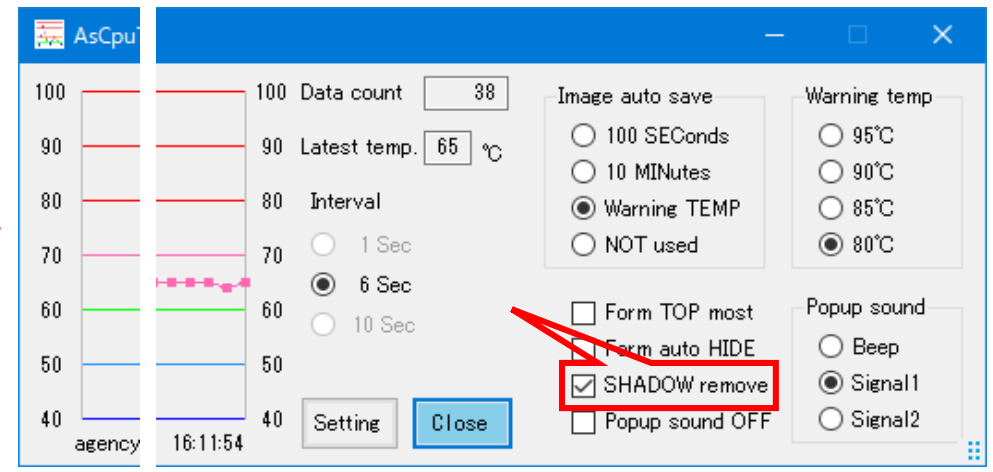 AsCpuT
100
90
80
70
60
50
40
agency
16:11:54
100
90
80
70
60
50
40
Data count 38
Latest temp. 65 ℃
Interval
1 Sec
6 Sec
10 Sec
Setting Close
Image auto save
100 SEConds
10 MINutes
Warning TEMP
NOT used
Form TOP most
Form auto HIDE
SHADOW remove
Popup sound OFF
Warning temp
95℃
90℃
85℃
80℃
Popup sound
Beep
Signal1
Signal2